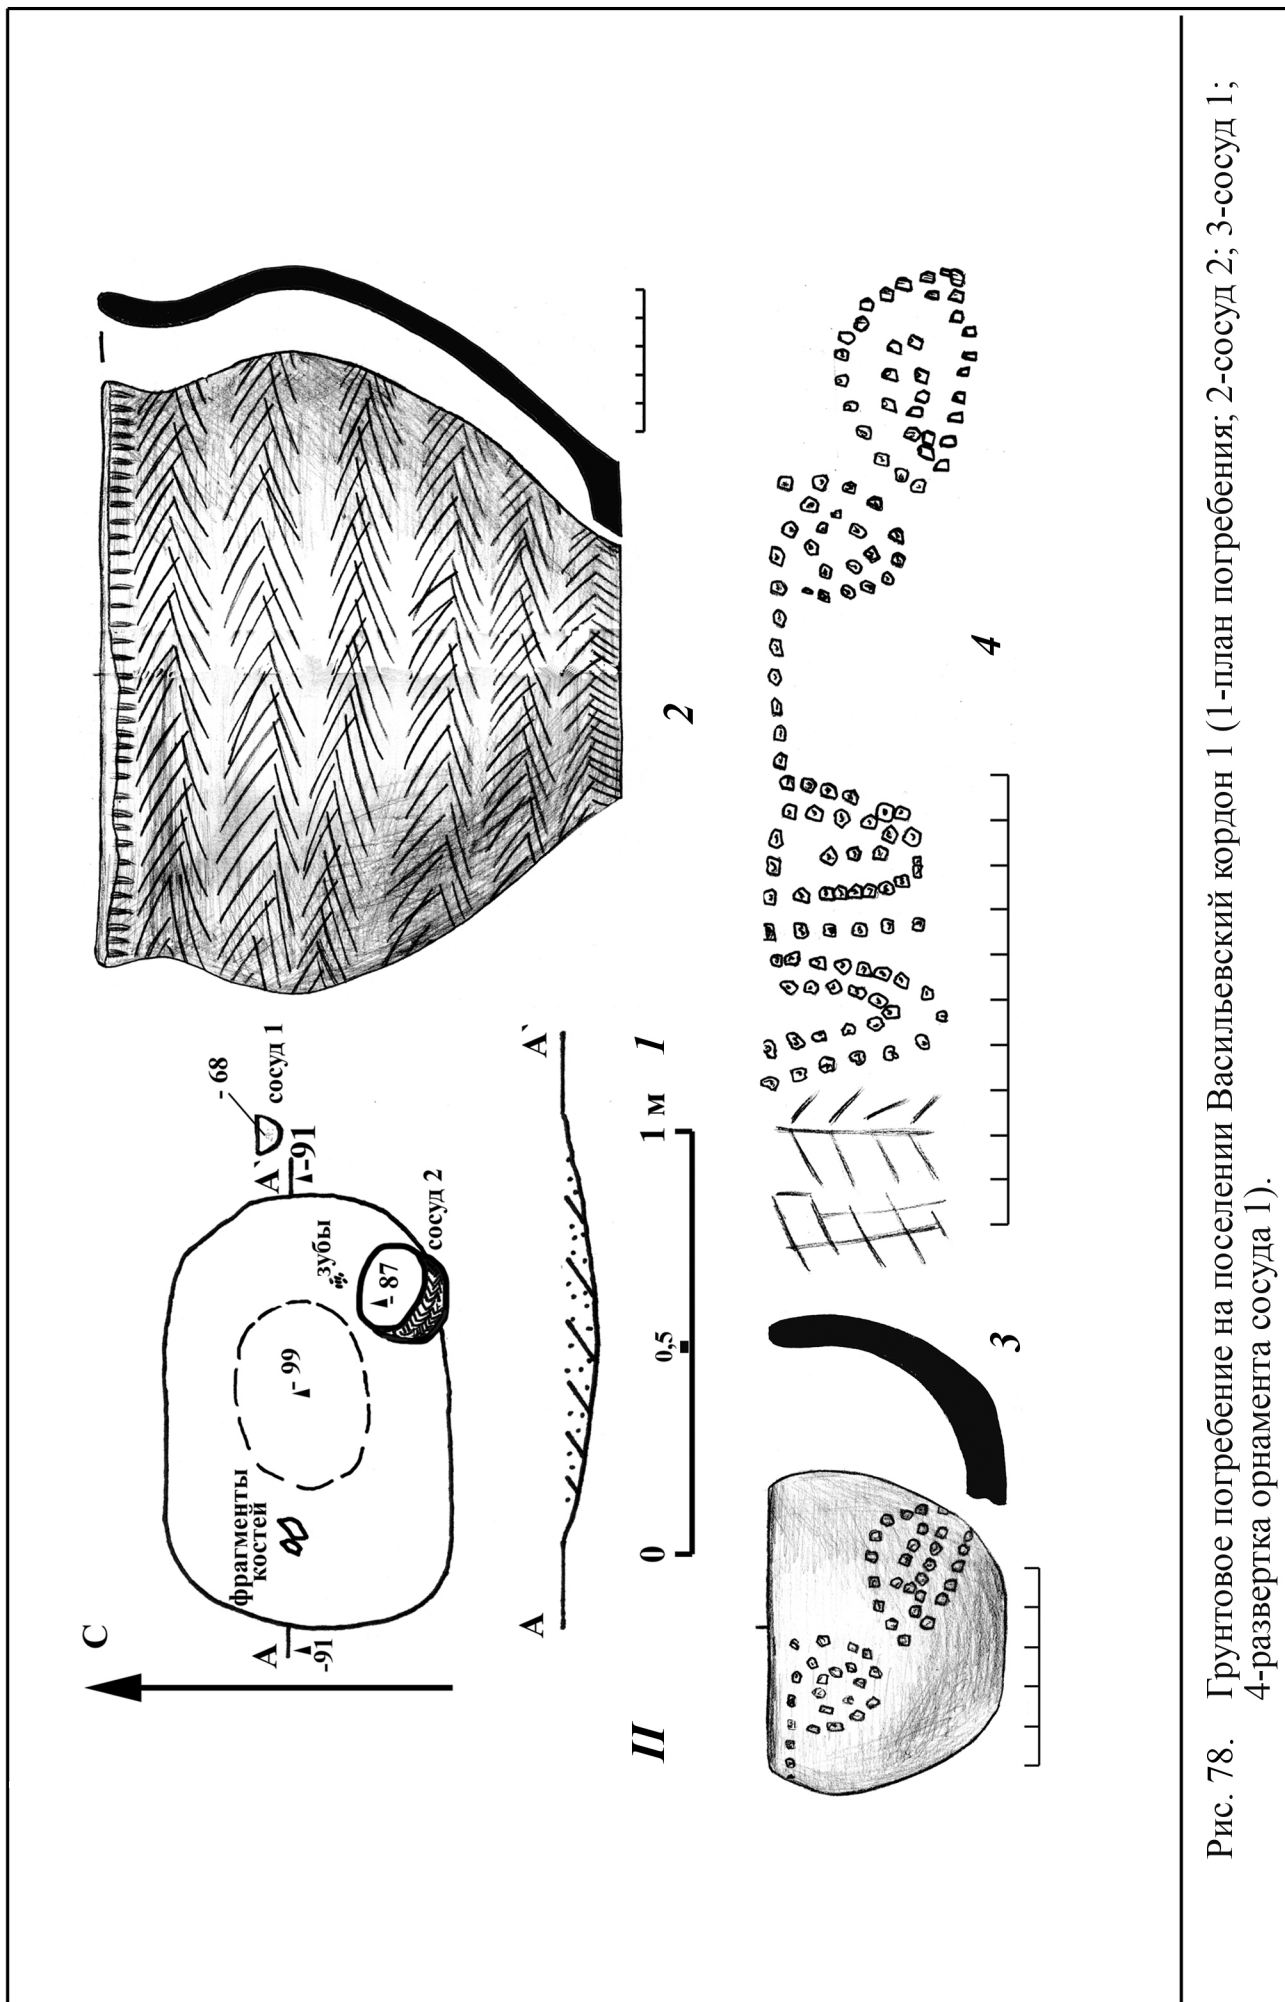 С
- 68
сосуд 1
А
-91
фрагменты
костей
- 99
зубы
А`
-91
-87
сосуд 2
А
А`
0
0,5
1 м
1
2
II
3
4
Рис. 78. Грунтовое погребение на поселении Васильевский кордон 1 (1-план погребения; 2-сосуд 2; 3-сосуд 1;
4-развертка орнамента сосуда 1).